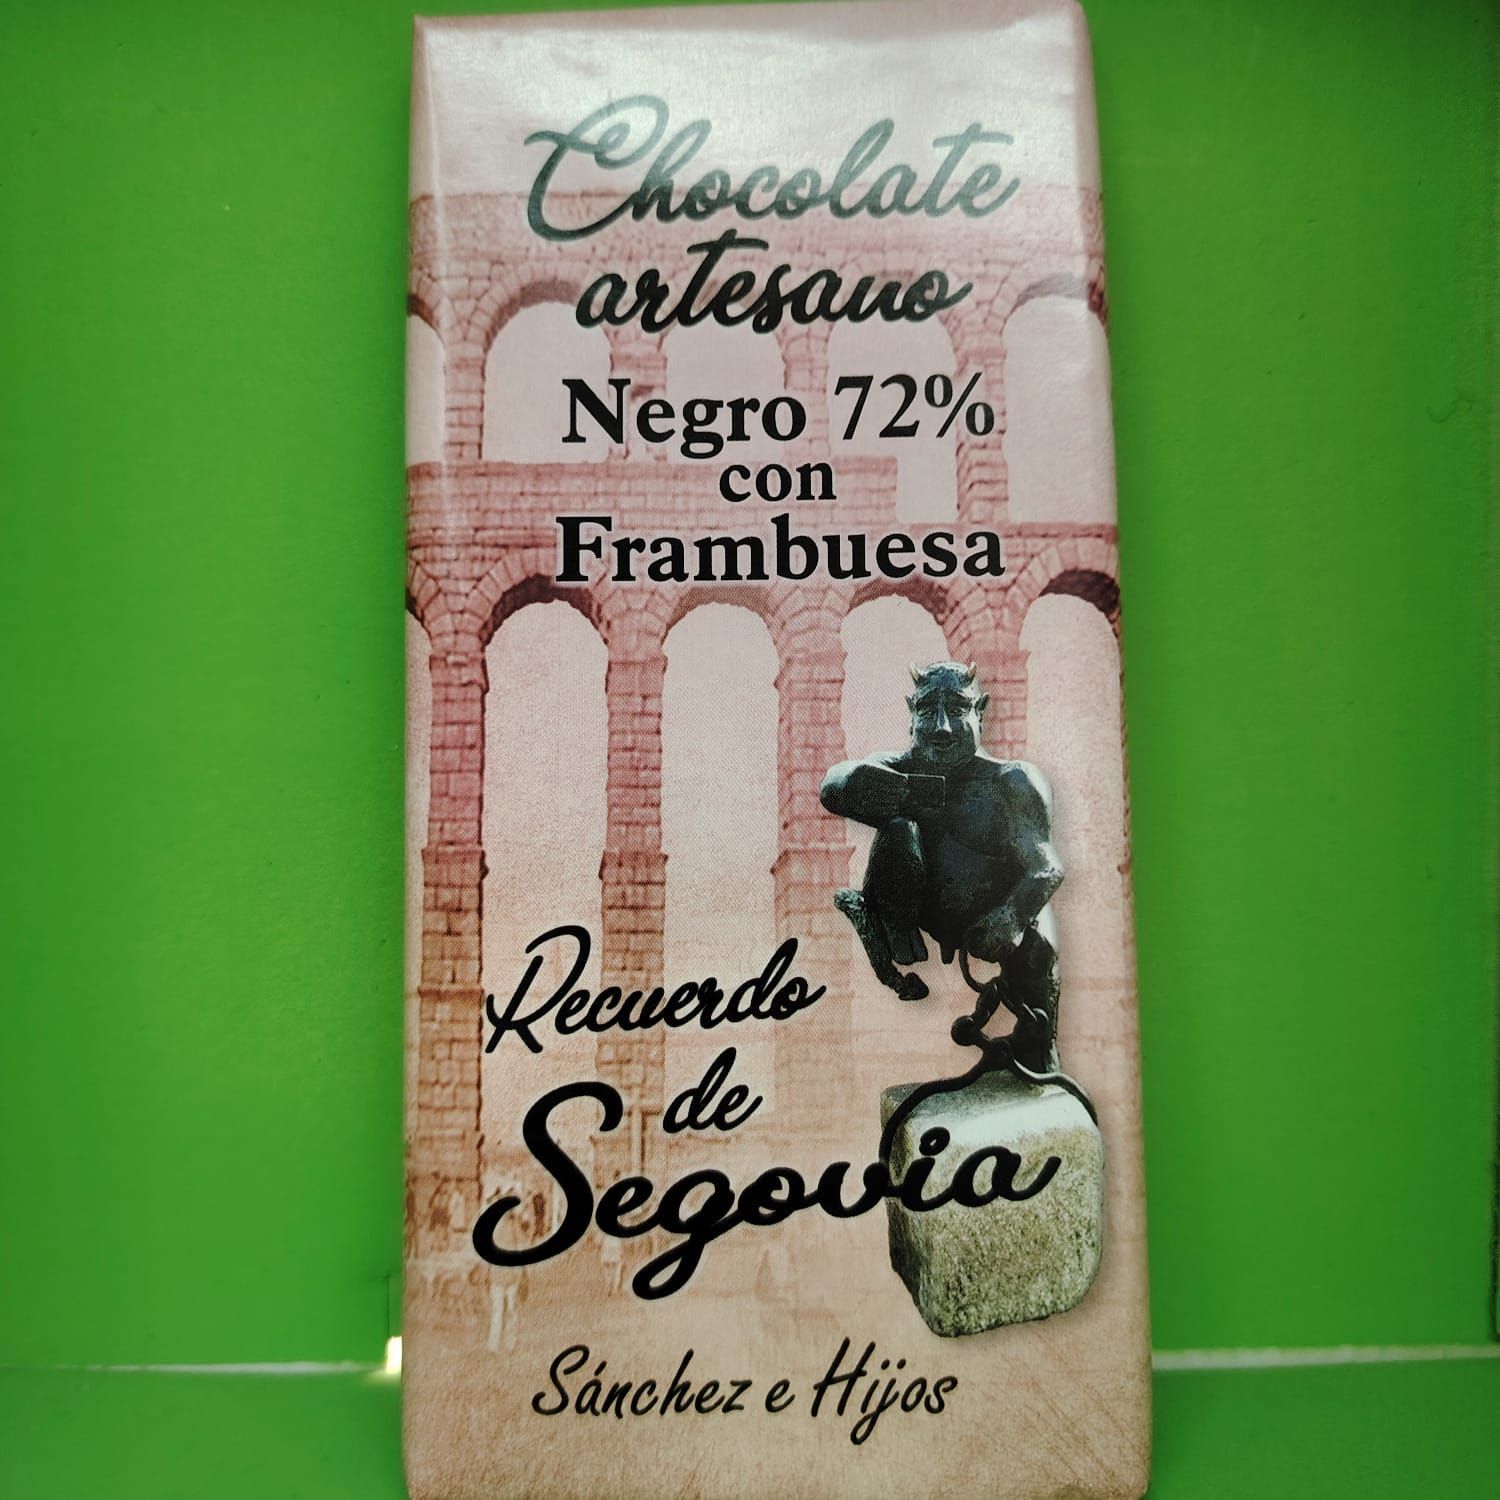 Chocolate
artesano
Negro 72%
con
Frambuesa
Recuerdo
de
Segovia
Sánchez e Hijos